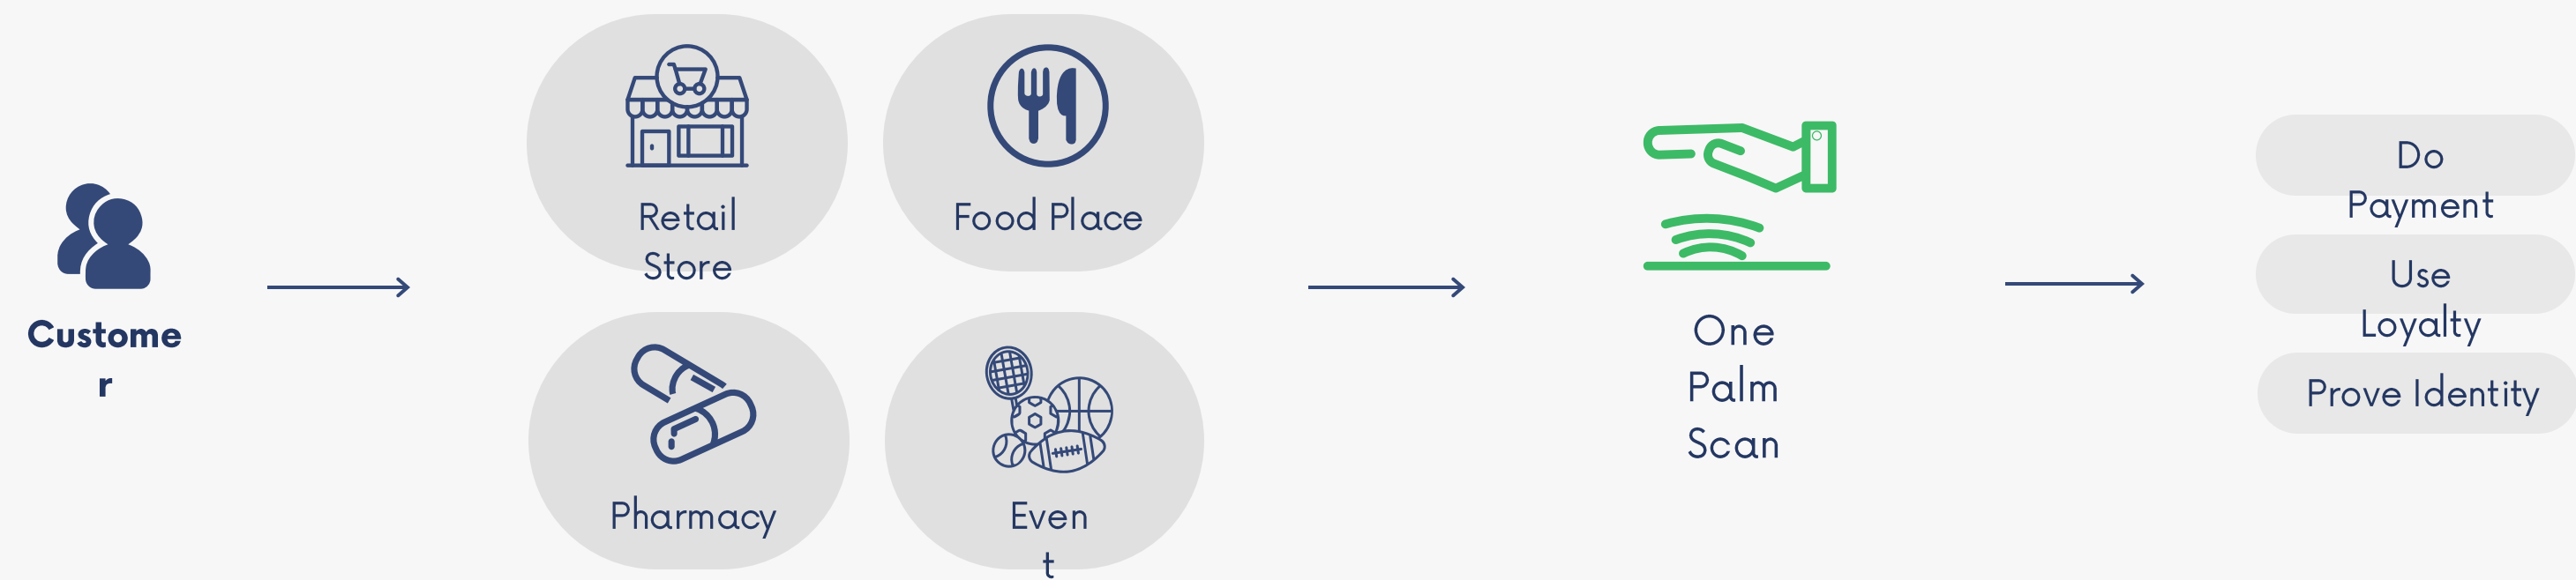 Custome
r
Retail
Store
Food Place
Pharmacy
Even
t
One
Palm
Scan
Do
Payment
Use
Loyalty
Prove Identity